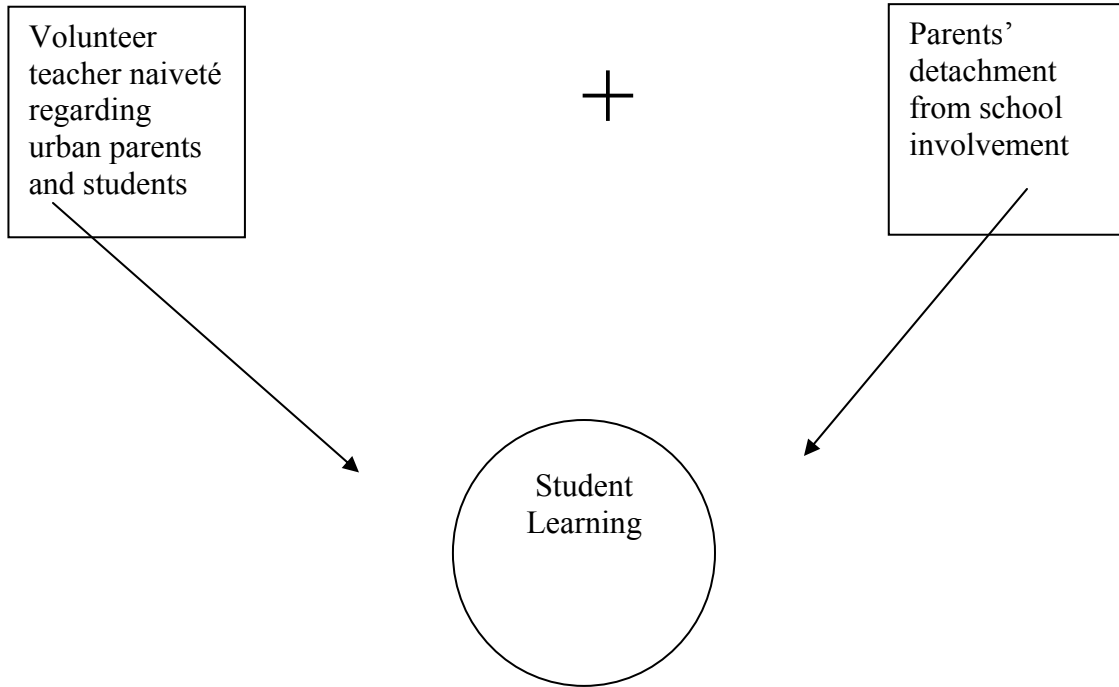 Volunteer
teacher naiveté
regarding
urban parents
and students
+
Parents’
detachment
from school
involvement
Student
Learning